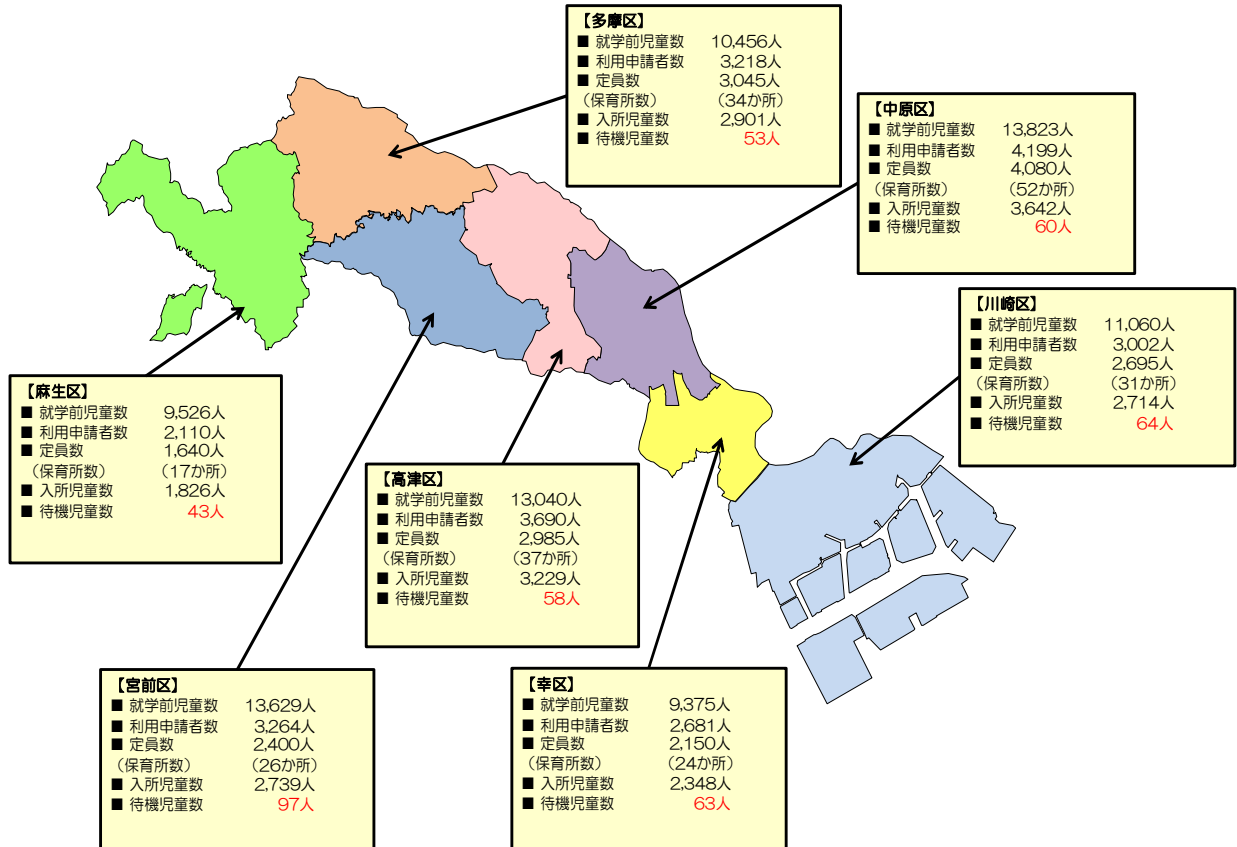 【多摩区】
■ 就学前児童数 10,456人
■ 利用申請者数 3,218人
■ 定員数 3,045人
（保育所数） （34か所）
■ 入所児童数 2,901人
■ 待機児童数 53人
【中原区】
■ 就学前児童数 13,823人
■ 利用申請者数 4,199人
■ 定員数 4,080人
（保育所数） （52か所）
■ 入所児童数 3,642人
■ 待機児童数 60人
【川崎区】
■ 就学前児童数 11,060人
■ 利用申請者数 3,002人
■ 定員数 2,695人
（保育所数） （31か所）
■ 入所児童数 2,714人
■ 待機児童数 64人
【麻生区】
■ 就学前児童数 9,526人
■ 利用申請者数 2,110人
■ 定員数 1,640人
（保育所数） （17か所）
■ 入所児童数 1,826人
■ 待機児童数 43人
【高津区】
■ 就学前児童数 13,040人
■ 利用申請者数 3,690人
■ 定員数 2,985人
（保育所数） （37か所）
■ 入所児童数 3,229人
■ 待機児童数 58人
【宮前区】
■ 就学前児童数 13,629人
■ 利用申請者数 3,264人
■ 定員数 2,400人
（保育所数） （26か所）
■ 入所児童数 2,739人
■ 待機児童数 97人
【幸区】
■ 就学前児童数 9,375人
■ 利用申請者数 2,681人
■ 定員数 2,150人
（保育所数） （24か所）
■ 入所児童数 2,348人
■ 待機児童数 63人